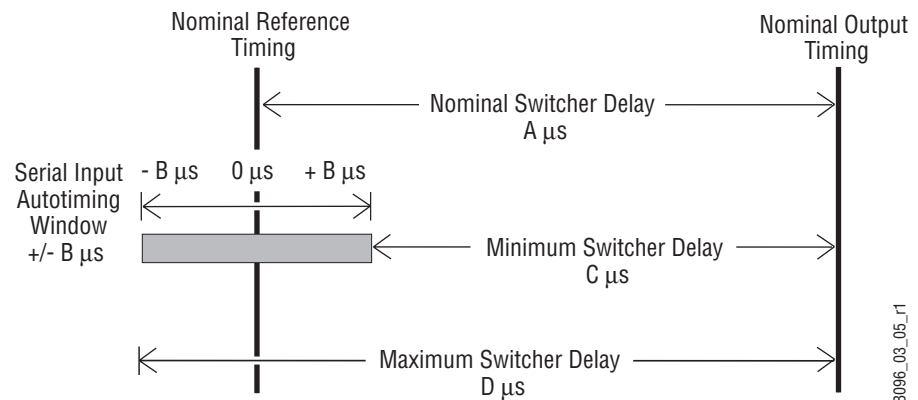 Nominal Reference
Timing
Nominal Output
Timing
Nominal Switcher Delay
A μs
Serial Input
Autotiming
Window
+/- B μs
- B μs 0 μs + B μs
Minimum Switcher Delay
C μs
Maximum Switcher Delay
D μs
8096_03_05_r1